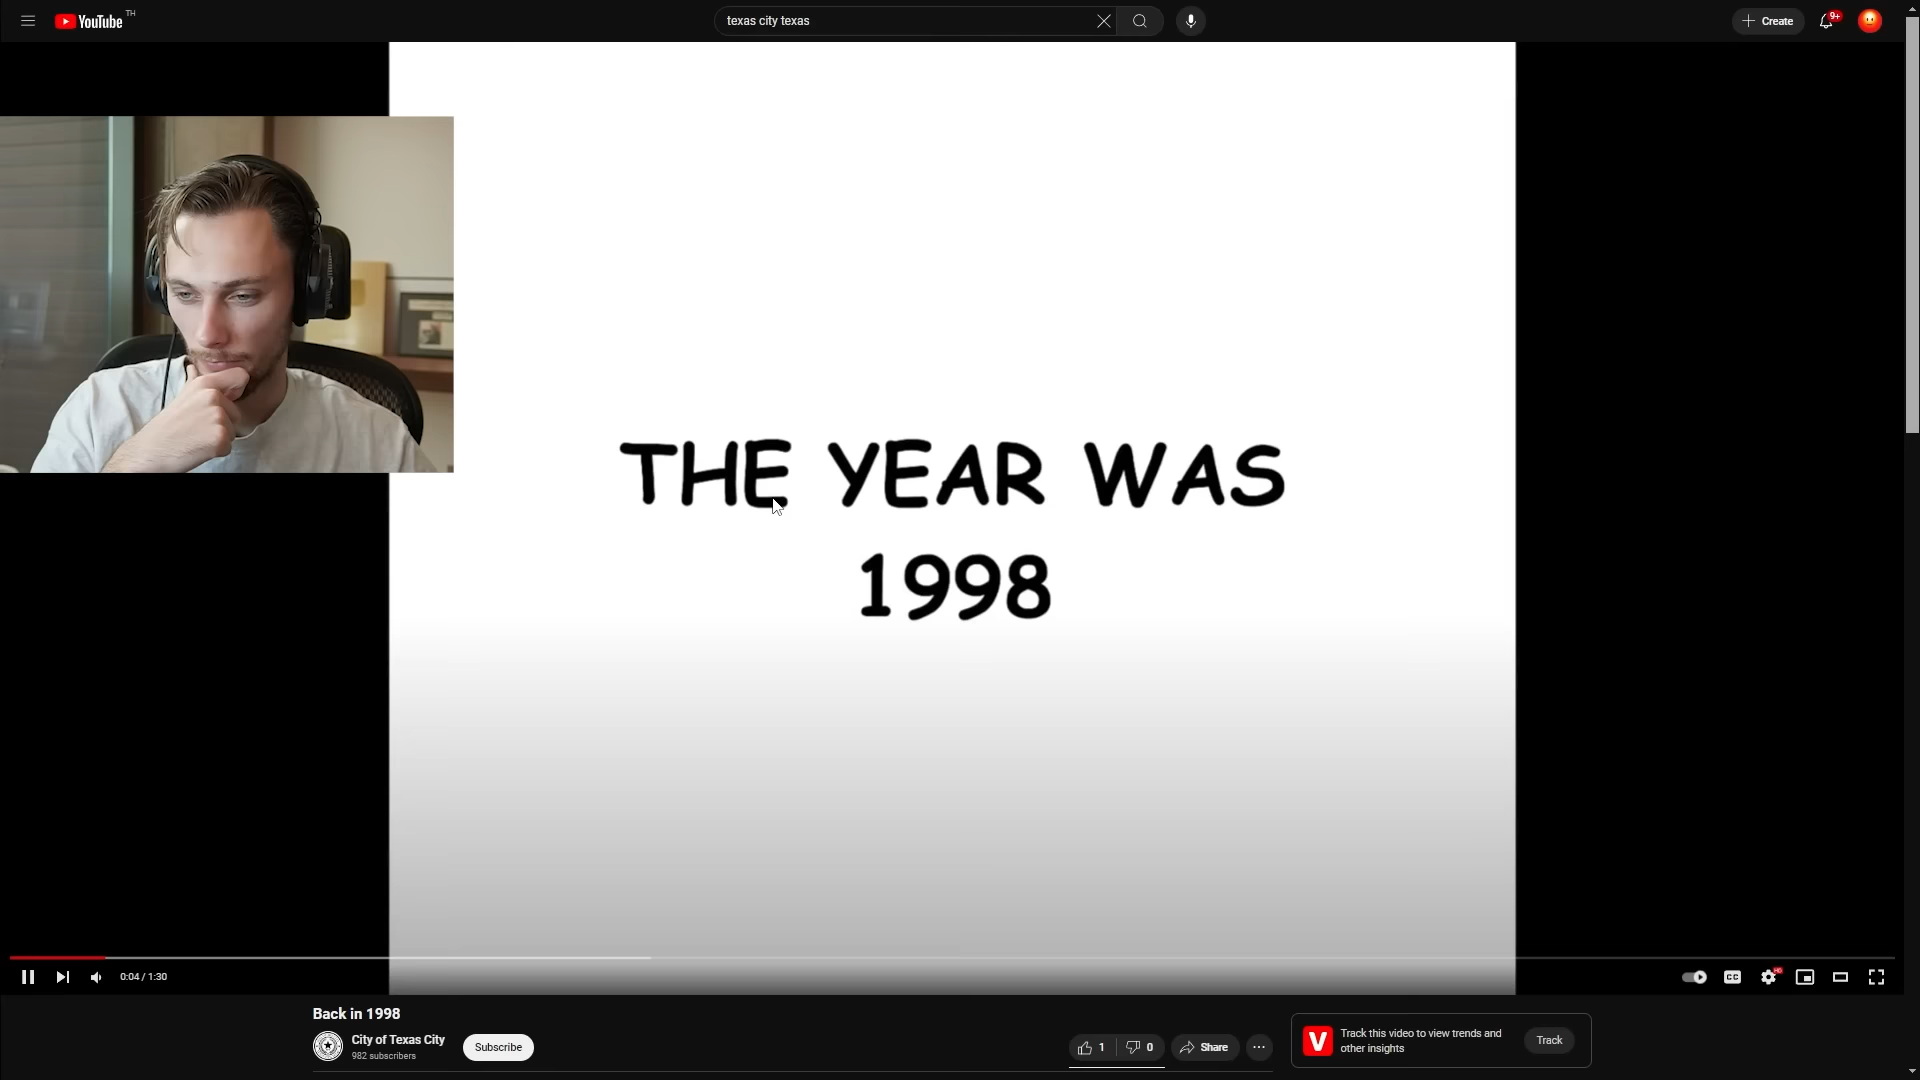 YouTube TH
texas city texas
Create
9+
THE YEAR WAS
1998
0:04 / 1:30
CC
HD
Back in 1998
City of Texas City
982 subscribers
Subscribe
1
0
Share
V
Track this video to view trends and
other insights
Track